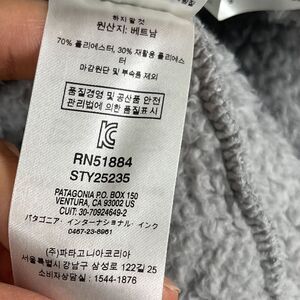 하지 말 것
원산지: 베트남
70% 폴리에스터, 30% 재활용 폴리에스
터
마감원단 및 부속품 제외
품질경영 및 공산품 안전
관리법에 의한 품질표시
RN51884
STY25235
PATAGONIA P.O. BOX 150
VENTURA, CA 93002 US
CUIT: 30-70924649-2
パタゴニア・インターナショナル・インク
0467-23-8961
(주)파타고니아코리아
서울특별시 강남구 삼성로 122길 25
소비자상담실 : 1544-1876